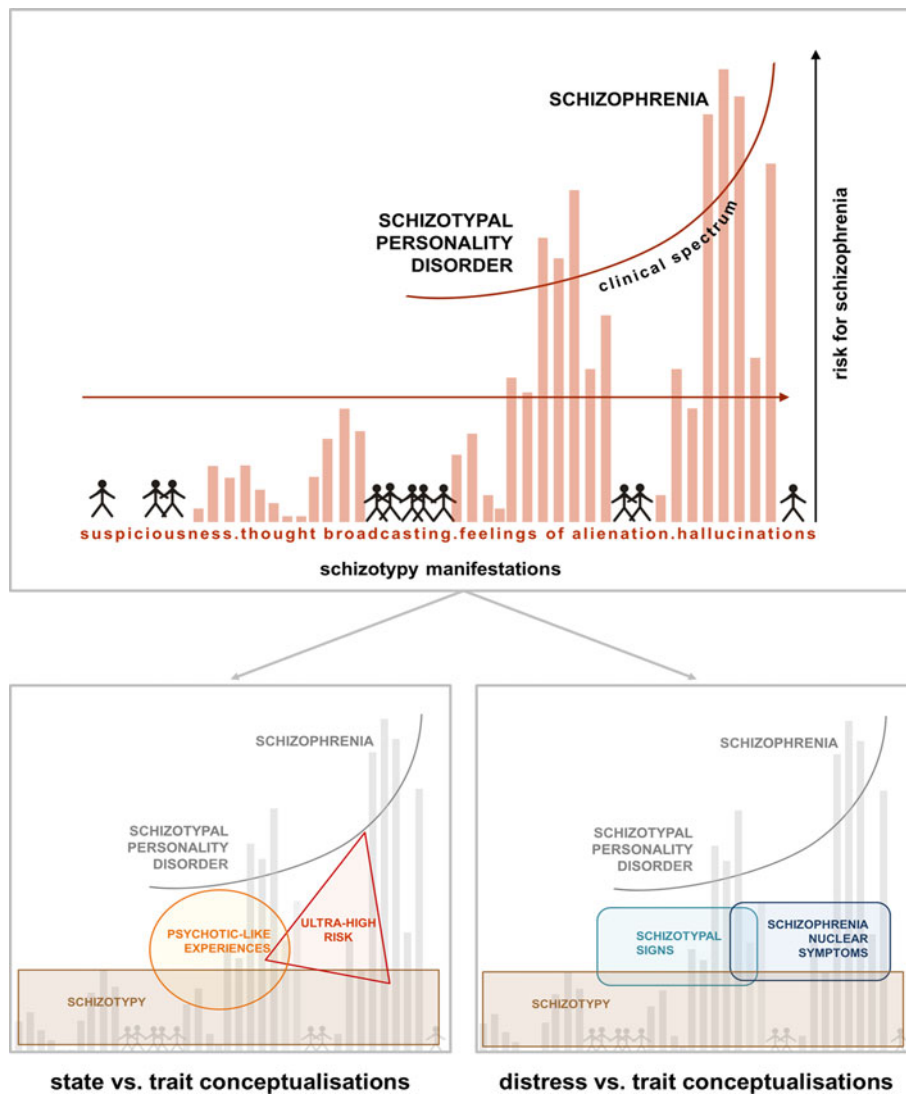 SCHIZOPHRENIA
SCHIZOTYPAL
PERSONALITY
DISORDER
clinical spectrum
risk for schizophrenia
suspiciousness.thought broadcasting.feelings of alienation.hallucinations
schizotypy manifestations
SCHIZOPHRENIA
SCHIZOTYPAL
PERSONALITY
DISORDER
PSYCHOTIC-LIKE
EXPERIENCES
ULTRA-HIGH
RISK
SCHIZOTYPY
state vs. trait conceptualisations
SCHIZOPHRENIA
SCHIZOTYPAL
PERSONALITY
DISORDER
SCHIZOTYPAL
SIGNS
SCHIZOPHRENIA
NUCLEAR
SYMPTOMS
SCHIZOTYPY
distress vs. trait conceptualisations